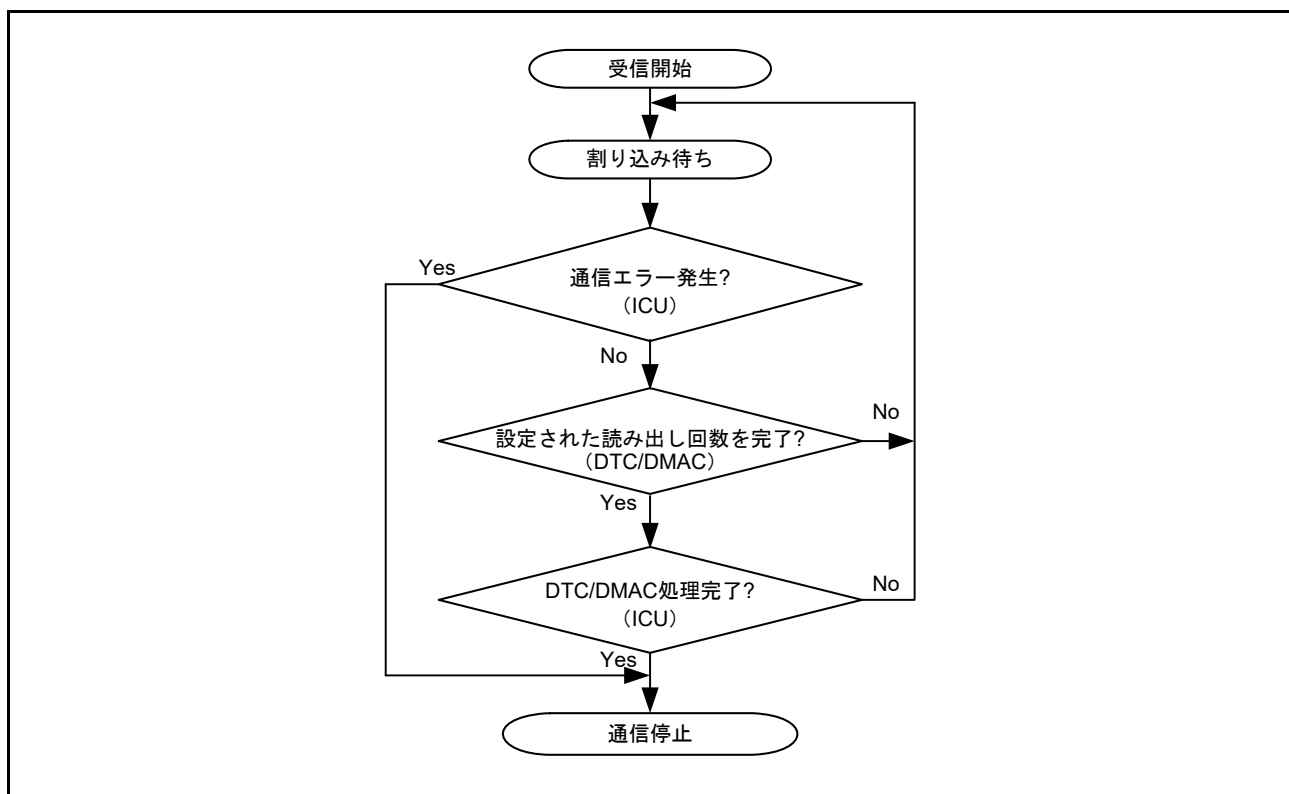 受信開始
割り込み待ち
通信エラー発生?
（ICU）
Yes
No
設定された読み出し回数を完了?
（DTC/DMAC）
No
Yes
DTC/DMAC処理完了?
（ICU）
No
Yes
通信停止